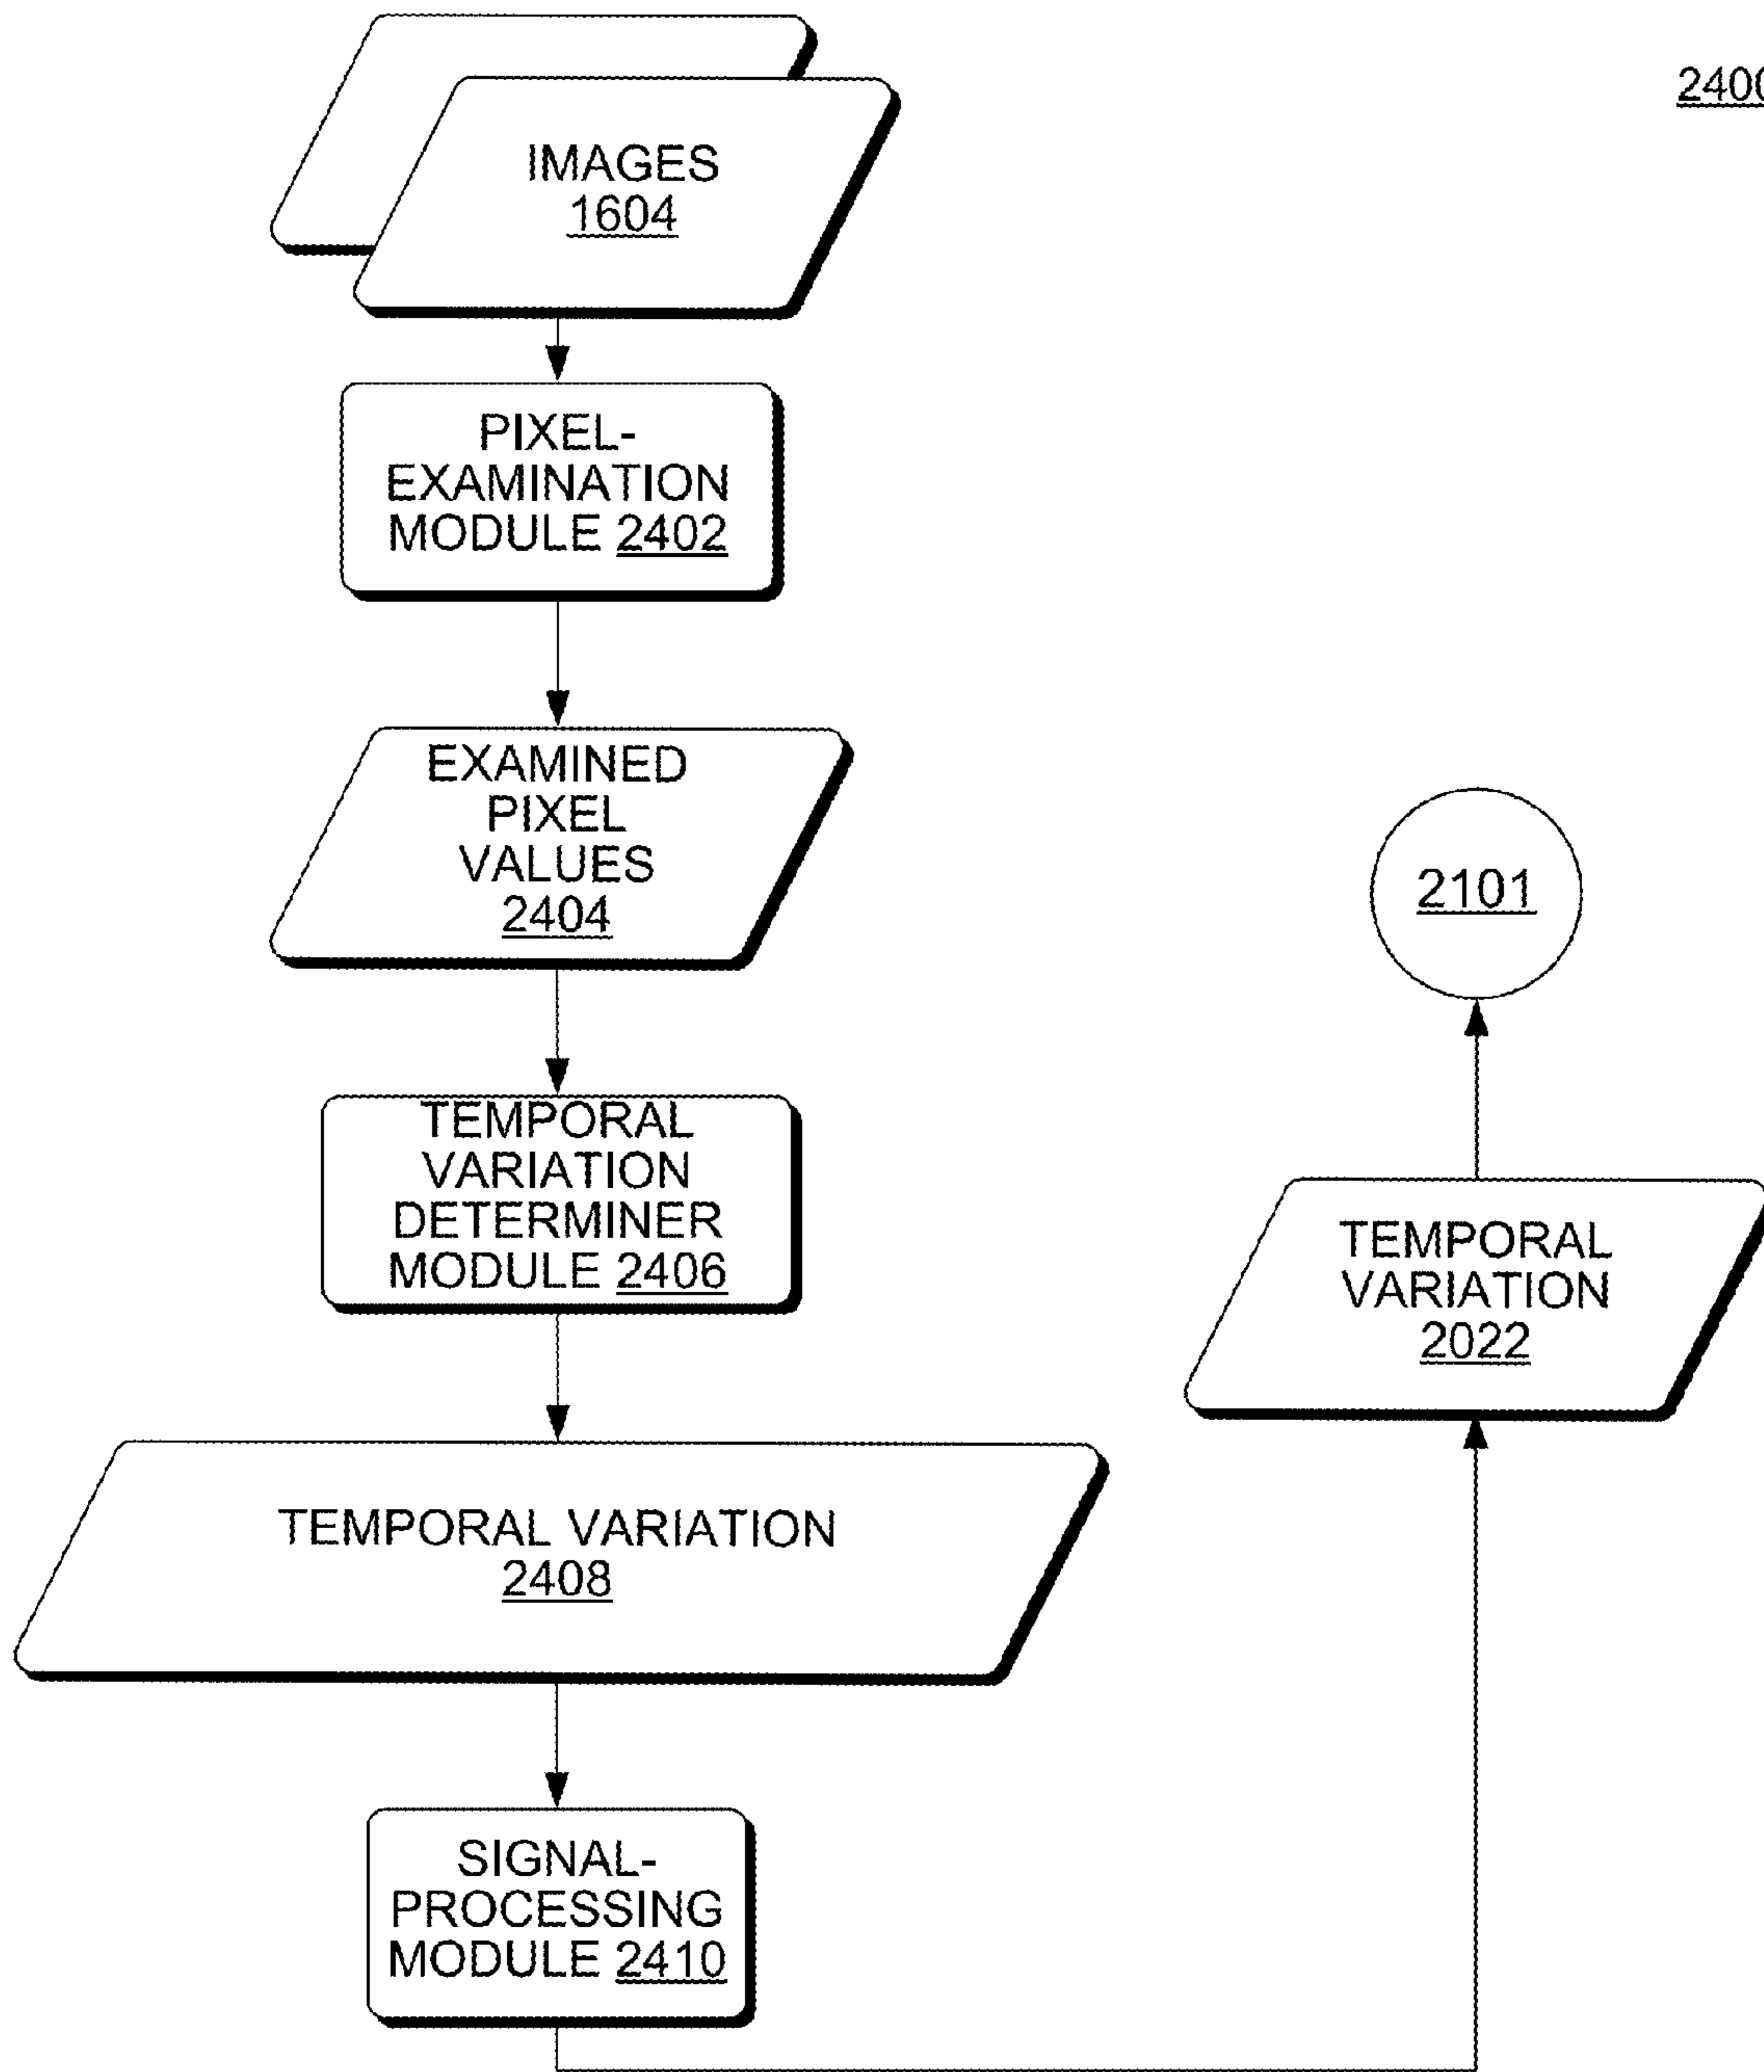 2400
IMAGES
1604
PIXEL-
EXAMINATION
MODULE 2402
EXAMINED
PIXEL
VALUES
2404
TEMPORAL
VARIATION
DETERMINER
MODULE 2406
TEMPORAL VARIATION
2408
SIGNAL-
PROCESSING
MODULE 2410
2101
TEMPORAL
VARIATION
2022